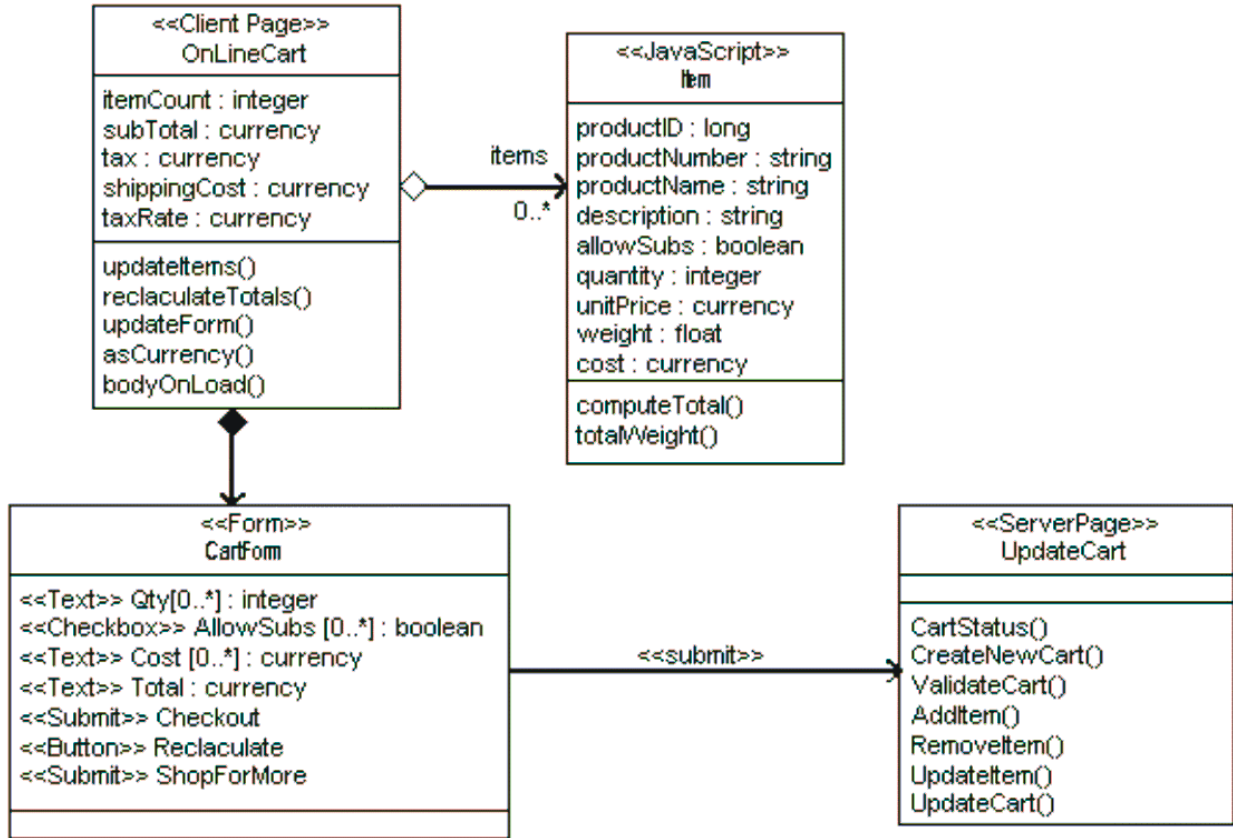 <<Client Page>>
OnLineCart
itemCount : integer
subTotal : currency
tax : currency
shippingCost : currency
taxRate : currency
updateItems()
reclaculateTotals()
updateForm()
asCurrency()
bodyOnLoad()
items
0..*
<<JavaScript>>
Item
productID : long
productNumber : string
productName : string
description : string
allowSubs : boolean
quantity : integer
unitPrice : currency
weight : float
cost : currency
computeTotal()
totalWeight()
<<Form>>
CartForm
<<Text>> Qty[0..*] : integer
<<Checkbox>> AllowSubs [0..*] : boolean
<<Text>> Cost [0..*] : currency
<<Text>> Total : currency
<<Submit>> Checkout
<<Button>> Reclaculate
<<Submit>> ShopForMore
<<submit>>
<<ServerPage>>
UpdateCart
CartStatus()
CreateNewCart()
ValidateCart()
AddItem()
RemoveItem()
UpdateItem()
UpdateCart()